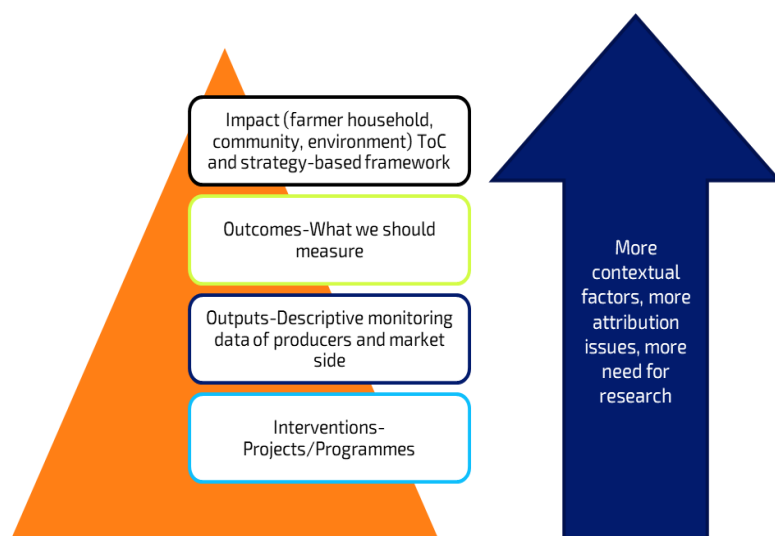 Impact (farmer household,
community, environment) ToC
and strategy-based framework
Outcomes-What we should
measure
Outputs-Descriptive monitoring
data of producers and market
side
Interventions-
Projects/Programmes
More
contextual
factors, more
attribution
issues, more
need for
research